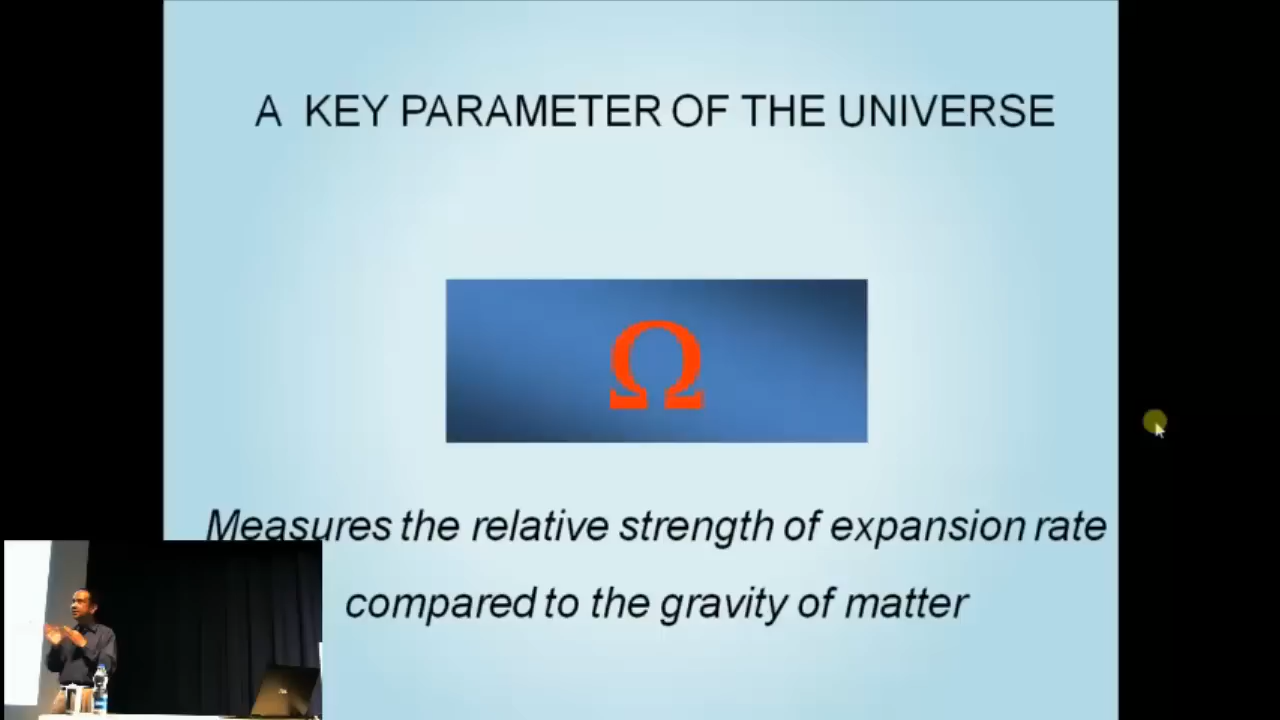 A KEY PARAMETER OF THE UNIVERSE
Ω
Measures the relative strength of expansion rate
compared to the gravity of matter